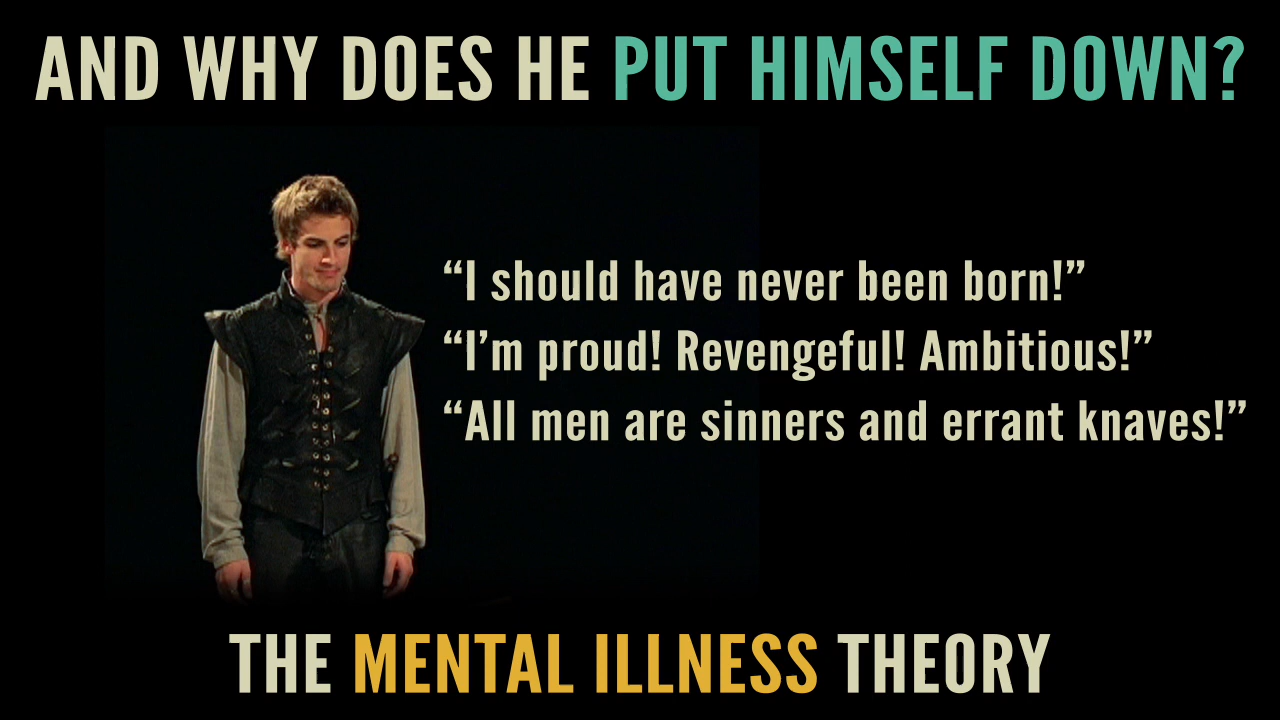 AND WHY DOES HE PUT HIMSELF DOWN?
“I should have never been born!”
“I’m proud! Revengeful! Ambitious!”
“All men are sinners and errant knaves!”
THE MENTAL ILLNESS THEORY